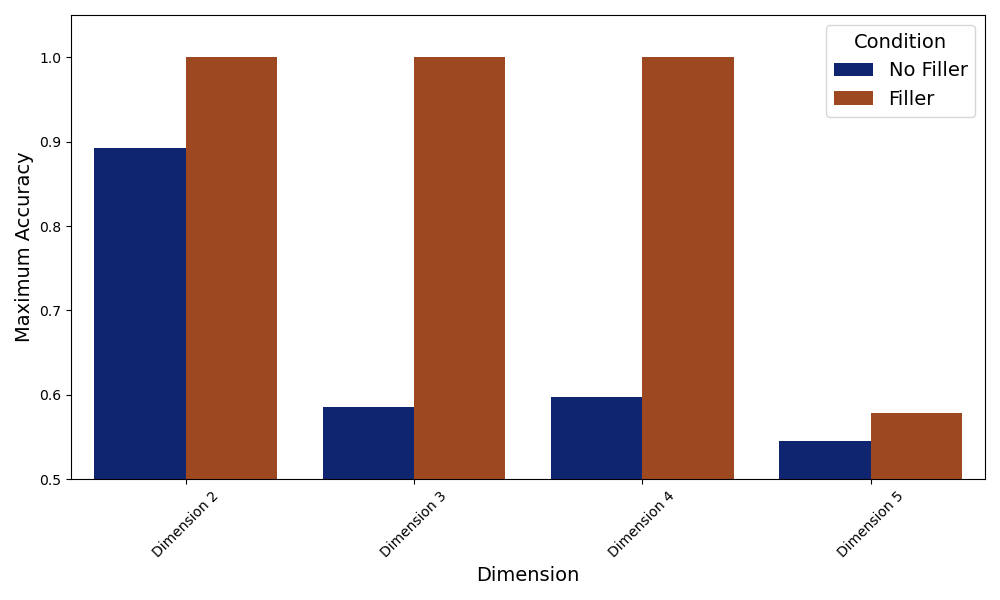 Condition
No Filler
Filler
Maximum Accuracy
1.0
0.9
0.8
0.7
0.6
0.5
Dimension 2
Dimension 3
Dimension 4
Dimension 5
Dimension